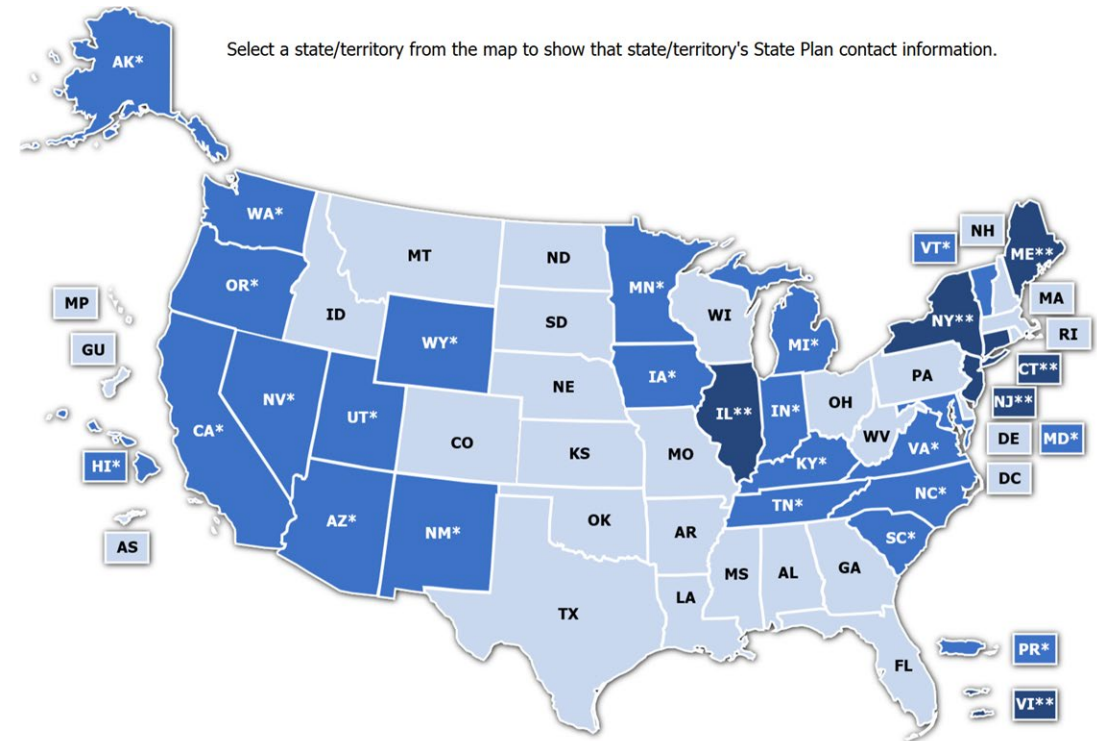 Select a state/territory from the map to show that state/territory's State Plan contact information.
AK*
WA*
MT
ND
MN*
VT*
NH
ME**
OR*
ID
SD
WI
NY**
MA
MP
WY*
MI*
RI
GU
NE
IA*
PA
CT**
NV*
UT*
IL**
IN*
OH
NJ**
CA*
CO
KS
MO
WV
VA*
DE
MD*
HI*
KY*
DC
AZ*
NM*
OK
TN*
NC*
AS
AR
SC*
MS
AL
GA
TX
LA
FL
PR*
VI**